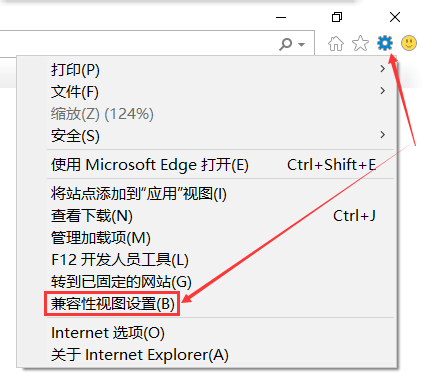 打印(P)
文件(F)
缩放(Z) (124%)
安全(S)
使用 Microsoft Edge 打开(E) Ctrl+Shift+E
将站点添加到“应用”视图(I)
查看下载(N) Ctrl+J
管理加载项(M)
F12 开发人员工具(L)
转到已固定的网站(G)
兼容性视图设置(B)
Internet 选项(O)
关于 Internet Explorer(A)